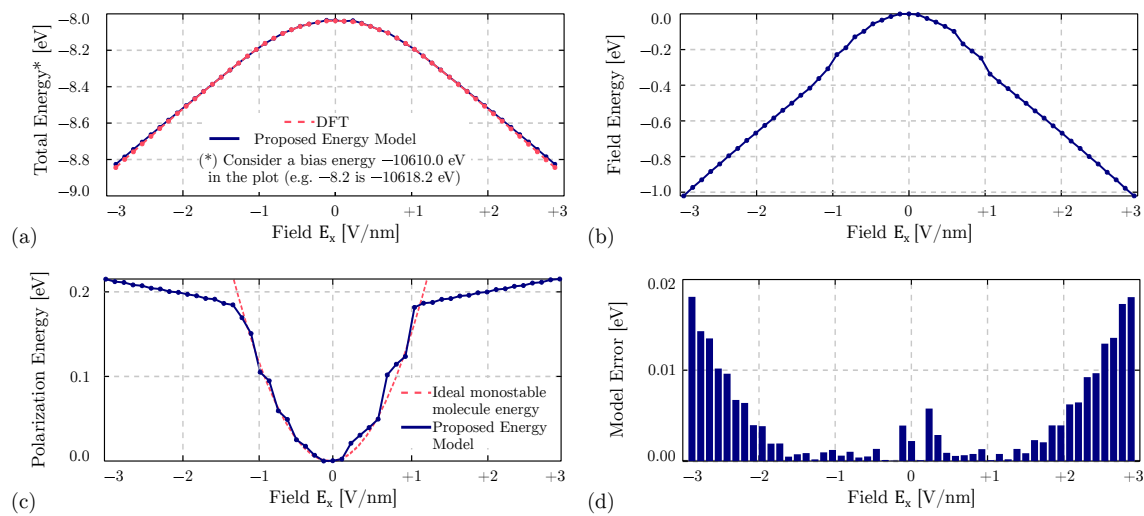 Total Energy* [eV]
−8.0
−8.2
−8.4
−8.6
−8.8
−9.0
DFT
Proposed Energy Model
(*) Consider a bias energy −10610.0 eV
in the plot (e.g. −8.2 is −10618.2 eV)
−3
−2
−1
0
+1
+2
+3
Field Eₓ [V/nm]
(a)
Field Energy [eV]
0.0
−0.2
−0.4
−0.6
−0.8
−1.0
−3
−2
−1
0
+1
+2
+3
Field Eₓ [V/nm]
(b)
Polarization Energy [eV]
0.2
0.1
0.0
Ideal monostable
molecule energy
Proposed Energy
Model
−3
−2
−1
0
+1
+2
+3
Field Eₓ [V/nm]
(c)
Model Error [eV]
0.02
0.01
0.00
−3
−2
−1
0
+1
+2
+3
Field Eₓ [V/nm]
(d)